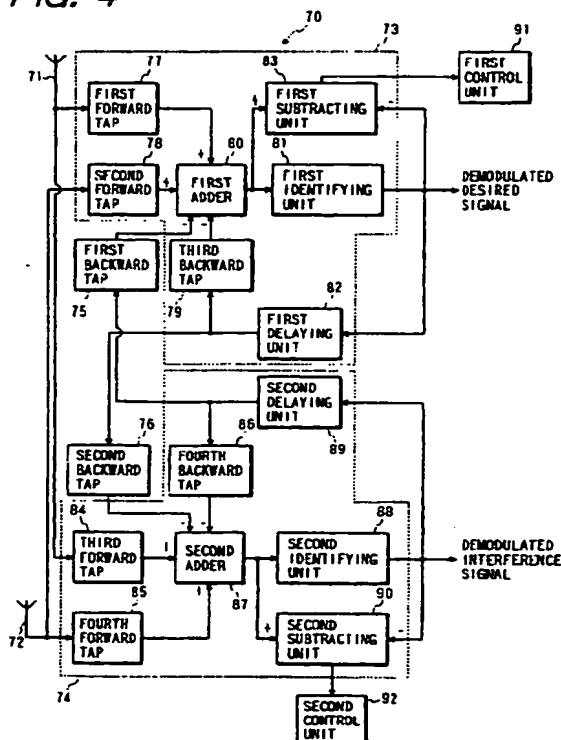 FIG. 4
70
71
77
FIRST
FORWARD
TAP
83
FIRST
SUBTRACTING
UNIT
73
91
FIRST
CONTROL
UNIT
+
-
+
78
SECOND
FORWARD
TAP
+
80
FIRST
ADDER
81
FIRST
IDENTIFYING
UNIT
DEMODULATED
DESIRED
SIGNAL
-
-
FIRST
BACKWARD
TAP
75
THIRD
BACKWARD
TAP
79
82
FIRST
DELAYING
UNIT
SECOND
DELAYING
UNIT
89
76
SECOND
BACKWARD
TAP
86
FOURTH
BACKWARD
TAP
-
-
84
THIRD
FORWARD
TAP
SECOND
ADDER
87
88
SECOND
IDENTIFYING
UNIT
DEMODULATED
INTERFERENCE
SIGNAL
72
85
FOURTH
FORWARD
TAP
+
90
SECOND
SUBTRACTING
UNIT
-
74
SECOND
CONTROL
UNIT
92